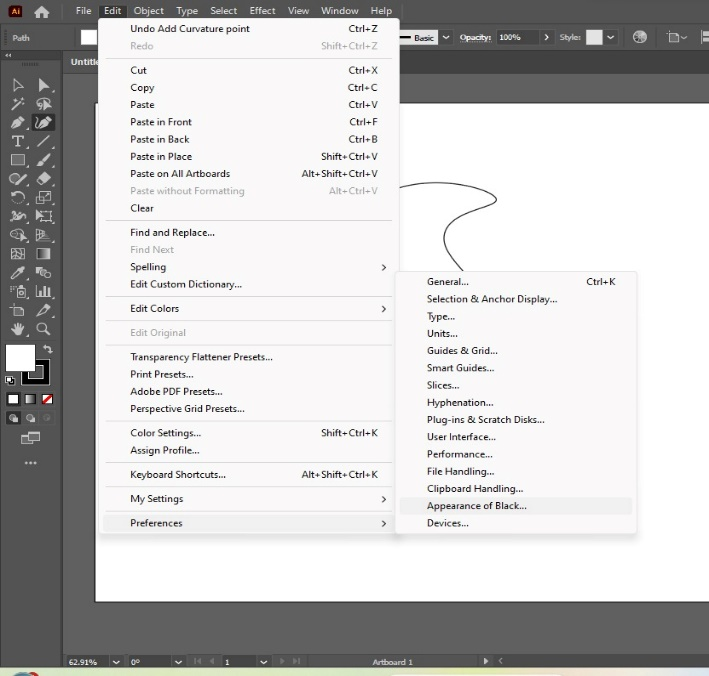 Ai File Edit Object Type Select Effect View Window Help
Path Basic Opacity: 100% Style:
Undo Add Curvature point Ctrl+Z
Redo Shift+Ctrl+Z
Cut Ctrl+X
Copy Ctrl+C
Paste Ctrl+V
Paste in Front Ctrl+F
Paste in Back Ctrl+B
Paste in Place Shift+Ctrl+V
Paste on All Artboards Alt+Shift+Ctrl+V
Paste without Formatting Alt+Ctrl+V
Clear
Find and Replace...
Find Next
Spelling
Edit Custom Dictionary...
Edit Colors
Edit Original
Transparency Flattener Presets...
Print Presets...
Adobe PDF Presets...
Perspective Grid Presets...
Color Settings... Shift+Ctrl+K
Assign Profile...
Keyboard Shortcuts... Alt+Shift+Ctrl+K
My Settings
Preferences
General... Ctrl+K
Selection & Anchor Display...
Type...
Units...
Guides & Grid...
Smart Guides...
Slices...
Hyphenation...
Plug-ins & Scratch Disks...
User Interface...
Performance...
File Handling...
Clipboard Handling...
Appearance of Black...
Devices...
62.91% 0° 1 Artboard 1